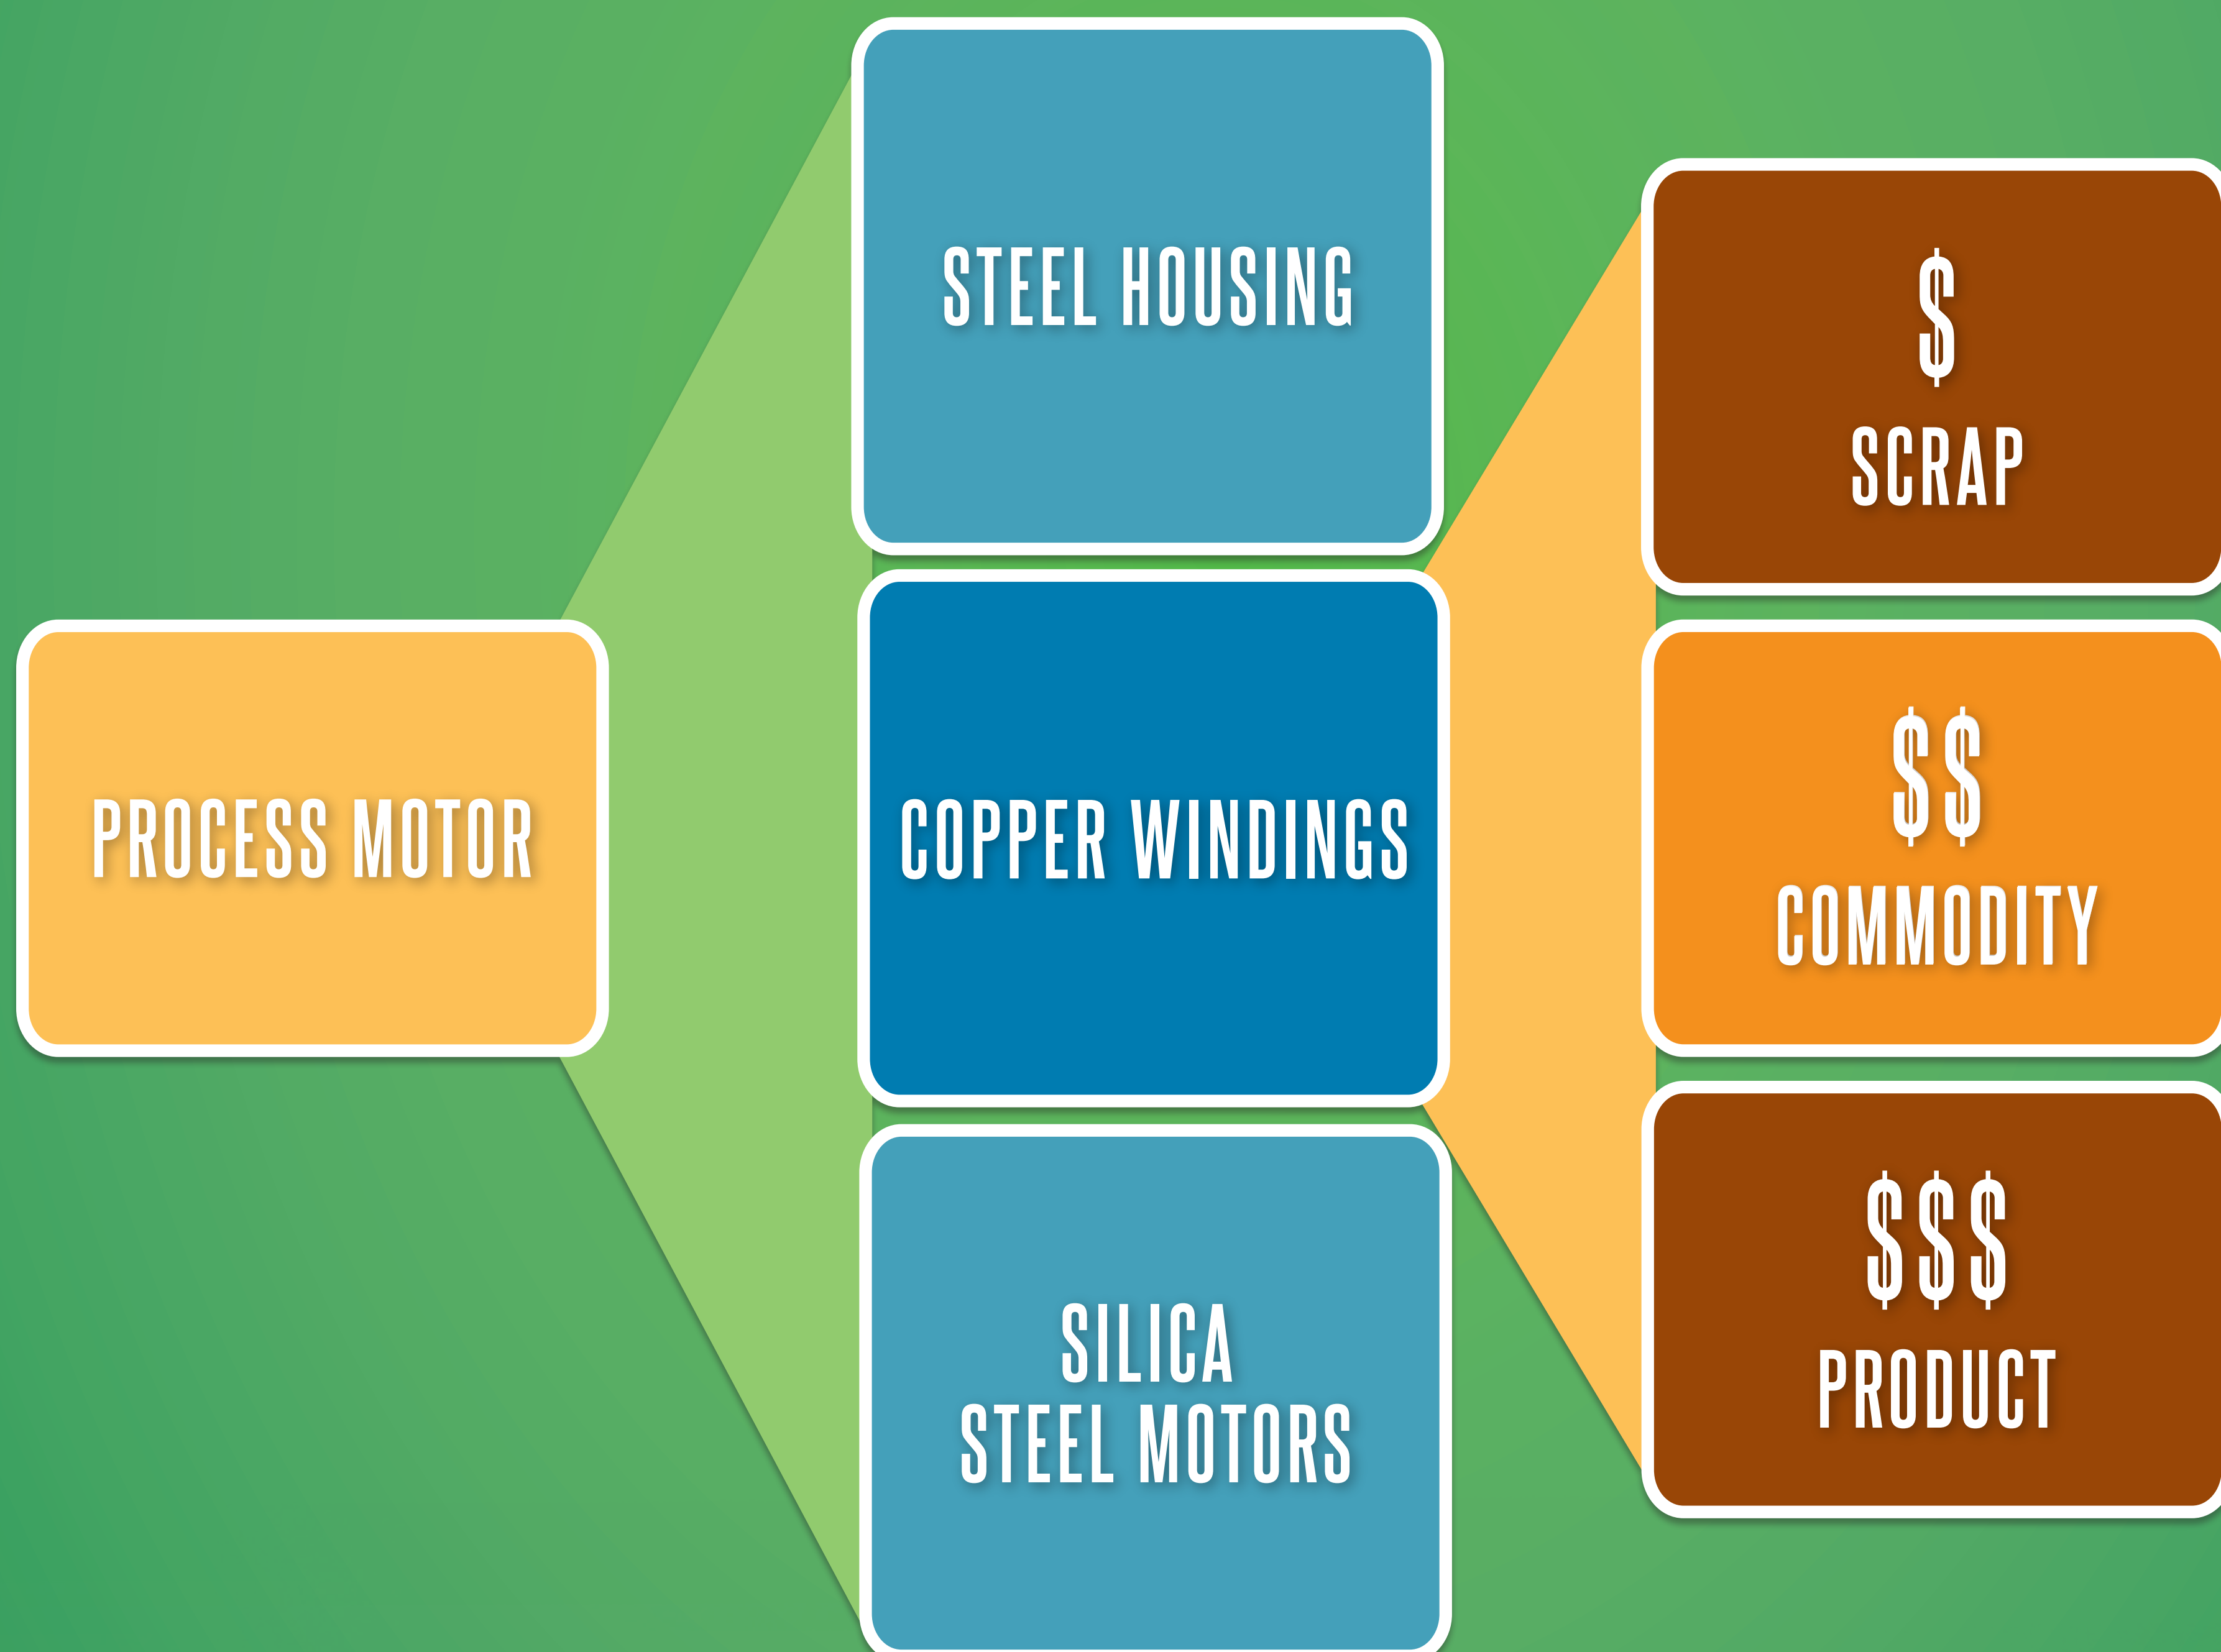 PROCESS MOTOR
STEEL HOUSING
COPPER WINDINGS
SILICA
STEEL MOTORS
$
SCRAP
$$
COMMODITY
$$$
PRODUCT